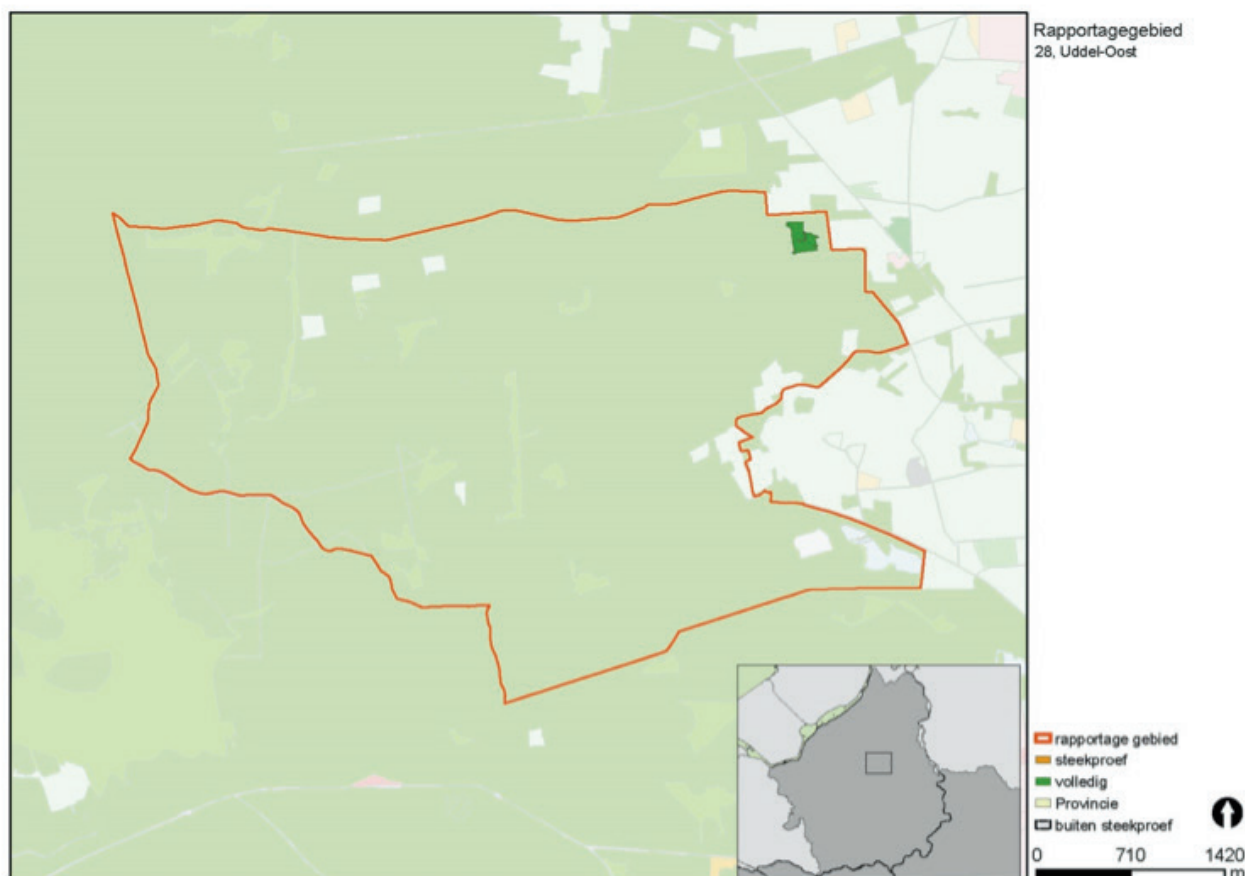 Rapportagegebied
28, Uddel-Oost
rapportage gebied
steekproef
volledig
Provincie
buiten steekproef
0 710 1420
m